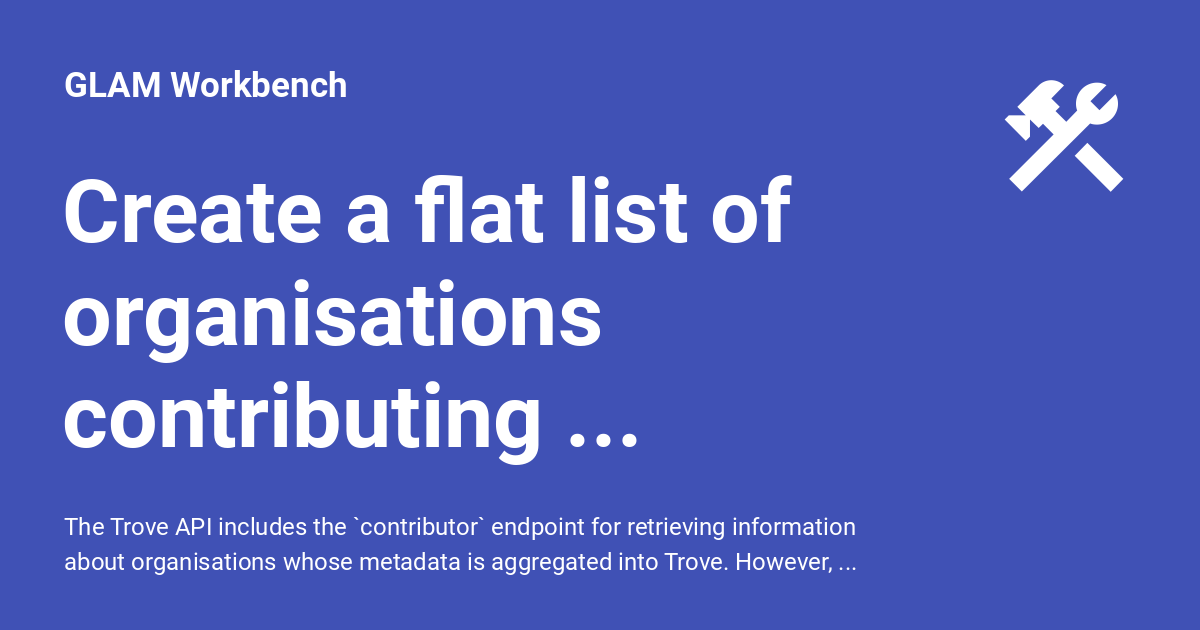 GLAM Workbench
Create a flat list of
organisations
contributing ...
The Trove API includes the `contributor` endpoint for retrieving information
about organisations whose metadata is aggregated into Trove. However, ...